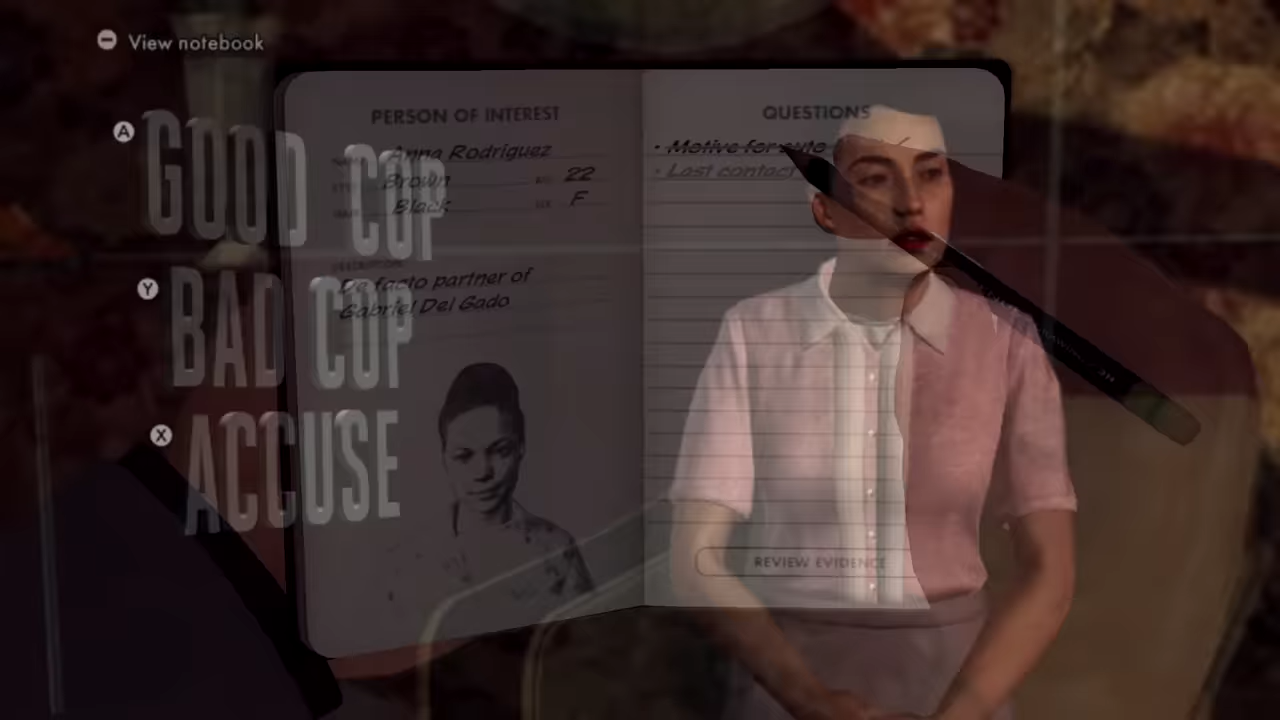 View notebook
A
GOOD COP
Y
BAD COP
X
ACCUSE
PERSON OF INTEREST
Anna Rodriguez
Brown 22
Black F
De facto partner of
Gabriel Del Gado
QUESTIONS
• Motive for
• Last contact
REVIEW EVIDENCE